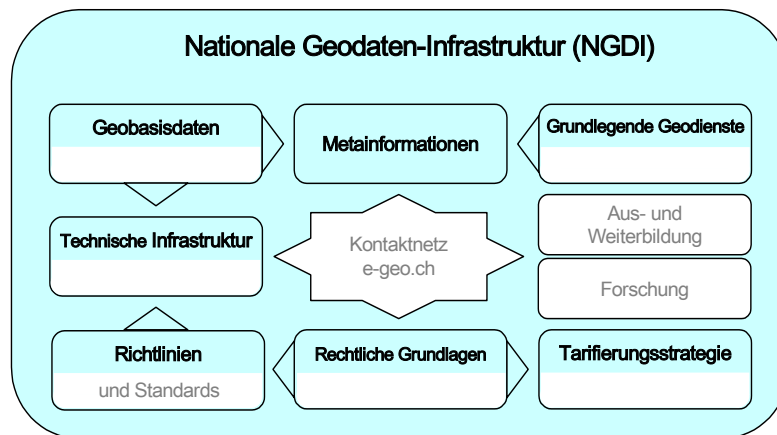 Nationale Geodaten-Infrastruktur (NGDI)
Geobasisdaten
Metainformationen
Grundlegende Geodienste
Technische Infrastruktur
Kontaktnetz
e-geo.ch
Aus- und
Weiterbildung
Forschung
Richtlinien
und Standards
Rechtliche Grundlagen
Tarifierungsstrategie